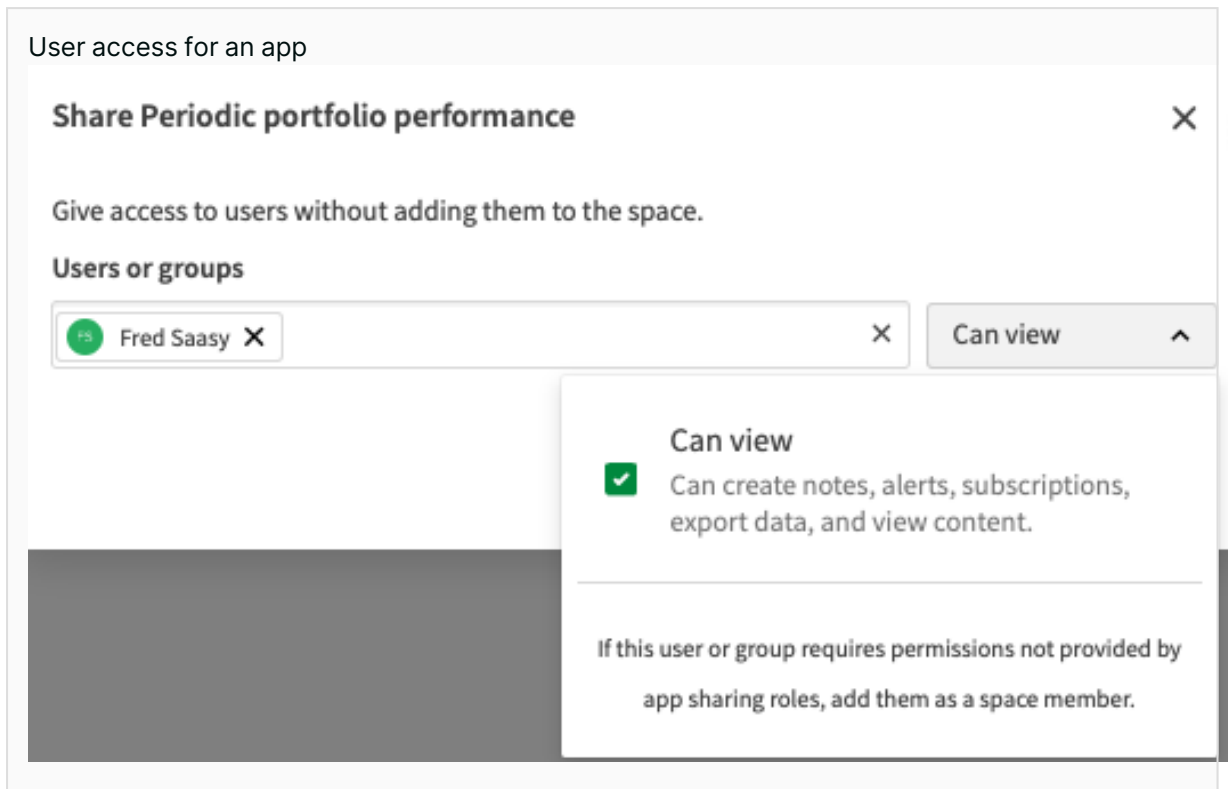 User access for an app
Share Periodic portfolio performance
Give access to users without adding them to the space.
Users or groups
FS Fred Saasy Can view
Can view
Can create notes, alerts, subscriptions,
export data, and view content.
If this user or group requires permissions not provided by
app sharing roles, add them as a space member.